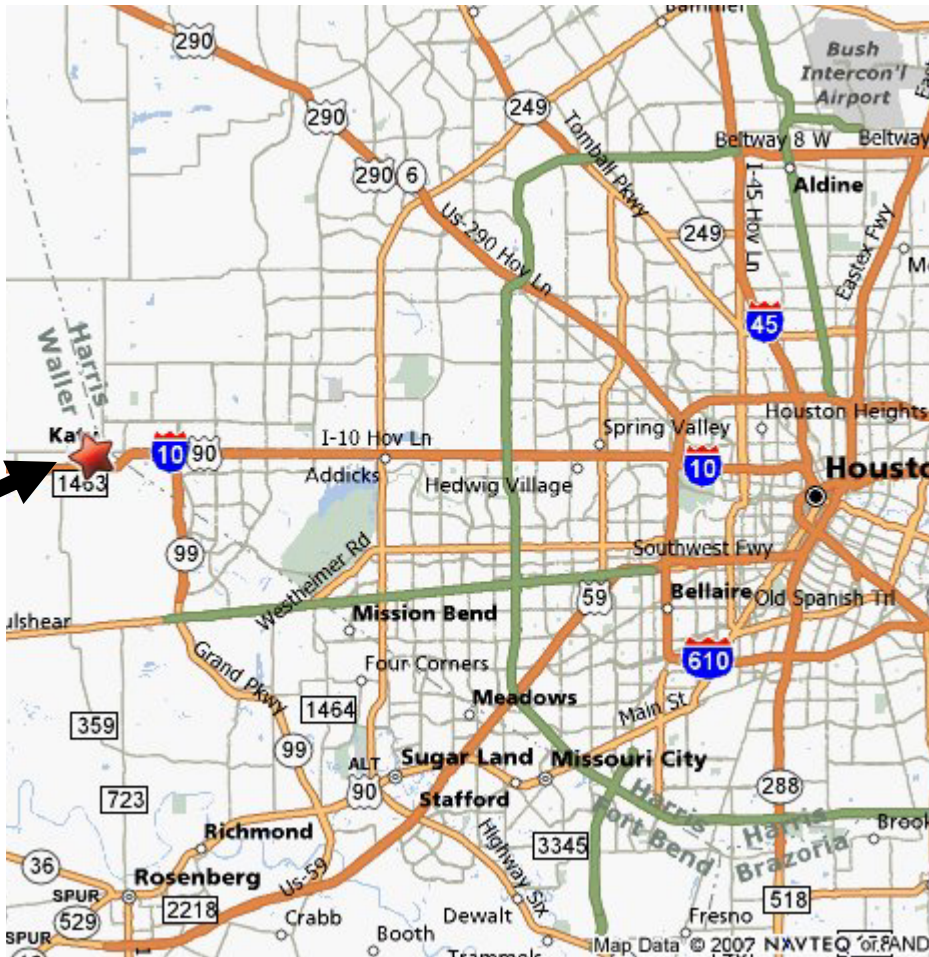 Bammel
290
Bush
Intercon'l
Airport
290
249
Tomball Pkwy
Beltway 8 W
Beltway
290
6
Aldine
I-45 Hov Ln
US-290 Hov Ln
249
Eastex Fwy
45
Harris
Waller
Houston Heights
I-10 Hov Ln
Spring Valley
10
90
Addicks
Hedwig Village
10
1463
99
Westheimer Rd
Southwest Fwy
59
Bellaire
Old Spanish Trl
ulshear
Mission Bend
Grand Pkwy
Four Corners
610
1464
Meadows
Main St
359
99
ALT
90
Sugar Land
Missouri City
288
723
Stafford
Harris
Fort Bend
Harris
Brazoria
Richmond
Highway Six
3345
Brook
36
Rosenberg
Us-59
SPUR
529
2218
518
Crabb
Dewalt
Fresno
SPUR
Booth
Map Data © 2007 NAVTEQ